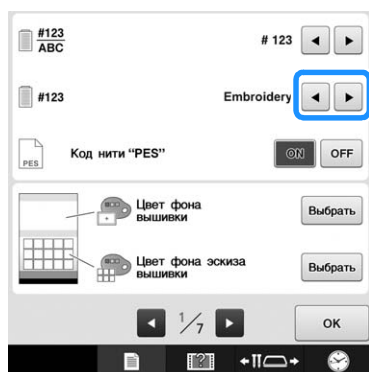 #123
ABC
# 123
#123
Embroidery
PES
Код нити “PES”
ON
OFF
Цвет фона
вышивки
Выбрать
Цвет фона эскиза
вышивки
Выбрать
1/7
OK
?